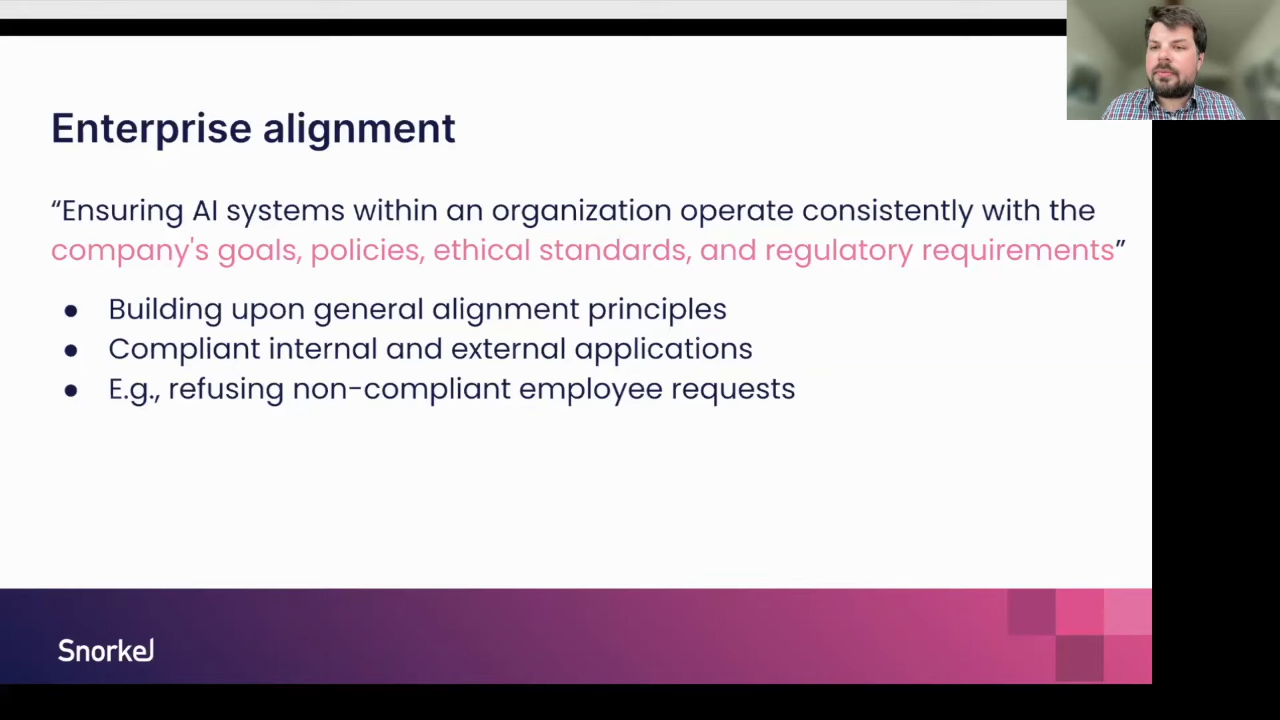 Enterprise alignment
“Ensuring AI systems within an organization operate consistently with the
company's goals, policies, ethical standards, and regulatory requirements”
● Building upon general alignment principles
● Compliant internal and external applications
● E.g., refusing non-compliant employee requests
Snorkel